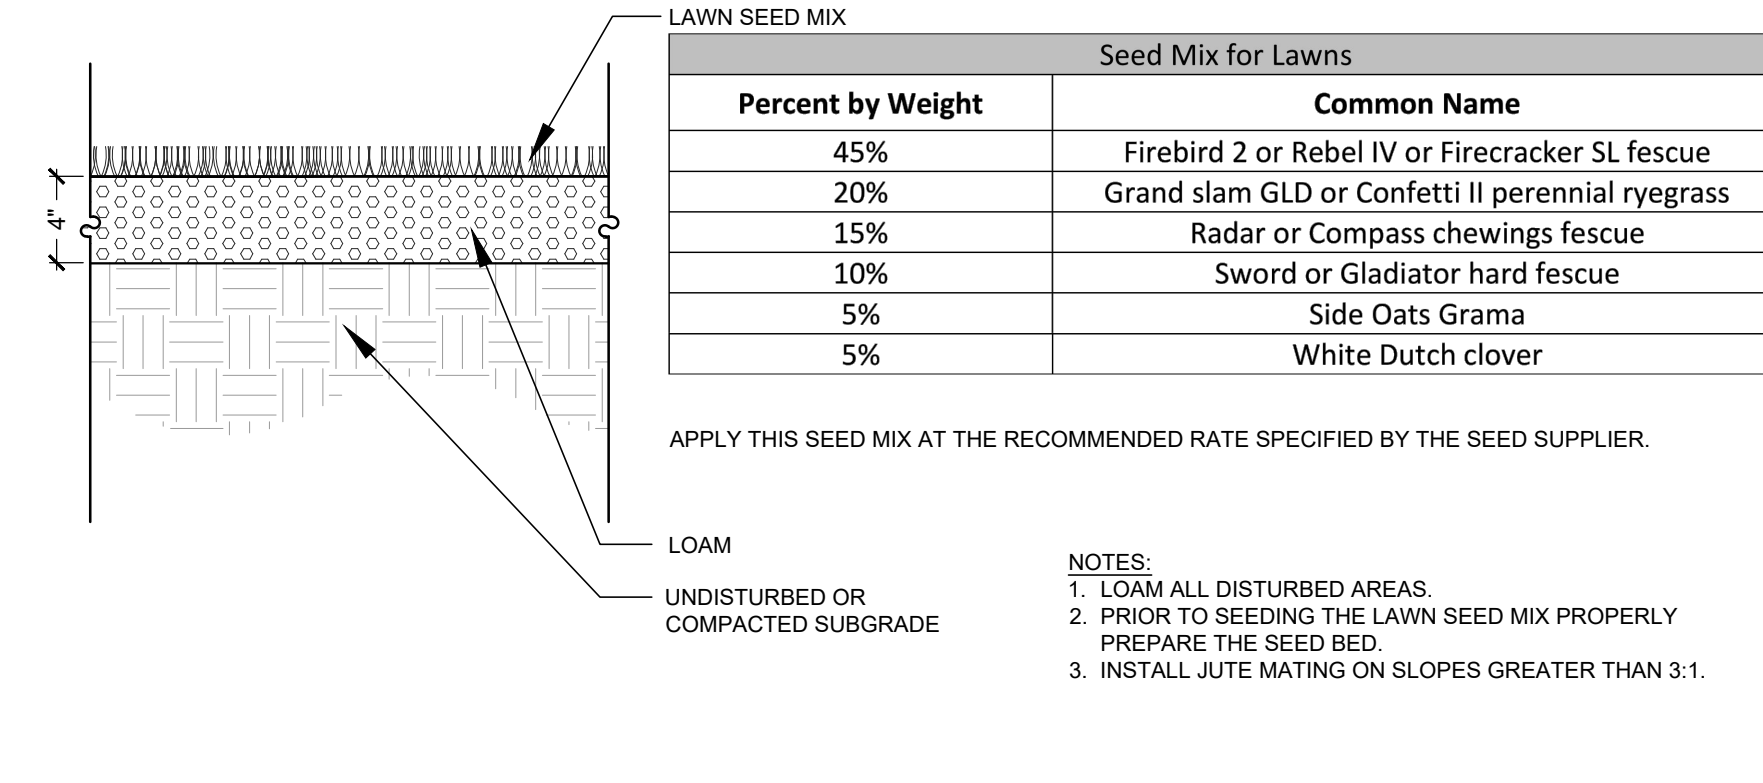 LAWN SEED MIX
Seed Mix for Lawns
Percent by Weight Common Name
45% Firebird 2 or Rebel IV or Firecracker SL fescue
20% Grand slam GLD or Confetti II perennial ryegrass
15% Radar or Compass chewings fescue
10% Sword or Gladiator hard fescue
5% Side Oats Grama
5% White Dutch clover
4"
APPLY THIS SEED MIX AT THE RECOMMENDED RATE SPECIFIED BY THE SEED SUPPLIER.
LOAM
UNDISTURBED OR
COMPACTED SUBGRADE
NOTES:
1. LOAM ALL DISTURBED AREAS.
2. PRIOR TO SEEDING THE LAWN SEED MIX PROPERLY
PREPARE THE SEED BED.
3. INSTALL JUTE MATING ON SLOPES GREATER THAN 3:1.